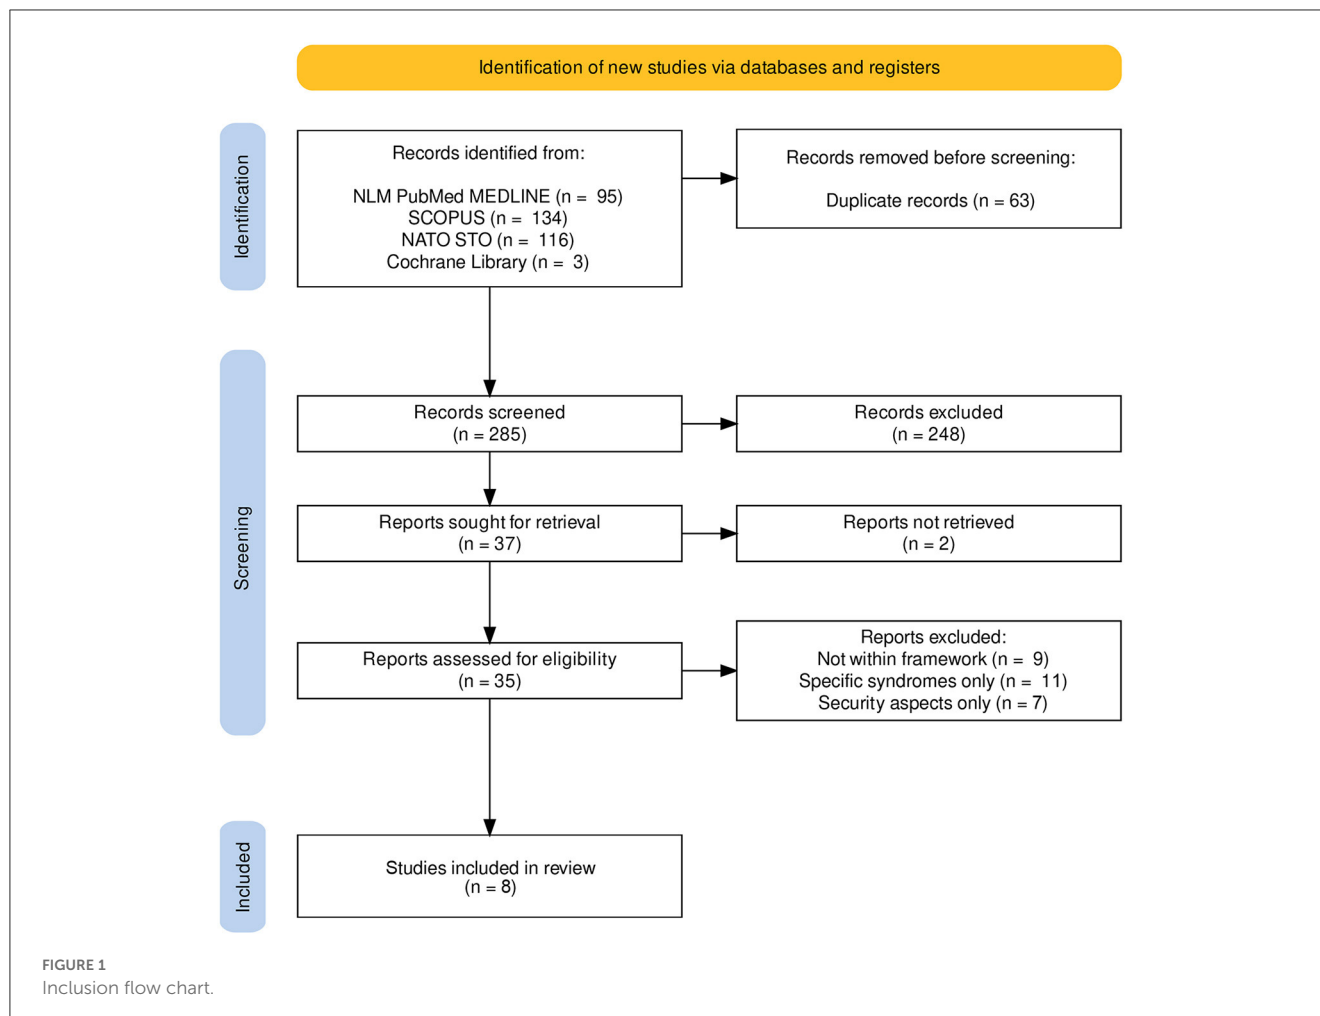 Identification of new studies via databases and registers
Identification
Records identified from:
NLM PubMed MEDLINE (n = 95)
SCOPUS (n = 134)
NATO STO (n = 116)
Cochrane Library (n = 3)
Records removed before screening:
Duplicate records (n = 63)
Screening
Records screened
(n = 285)
Records excluded
(n = 248)
Reports sought for retrieval
(n = 37)
Reports not retrieved
(n = 2)
Reports assessed for eligibility
(n = 35)
Reports excluded:
Not within framework (n = 9)
Specific syndromes only (n = 11)
Security aspects only (n = 7)
Included
Studies included in review
(n = 8)
FIGURE 1
Inclusion flow chart.